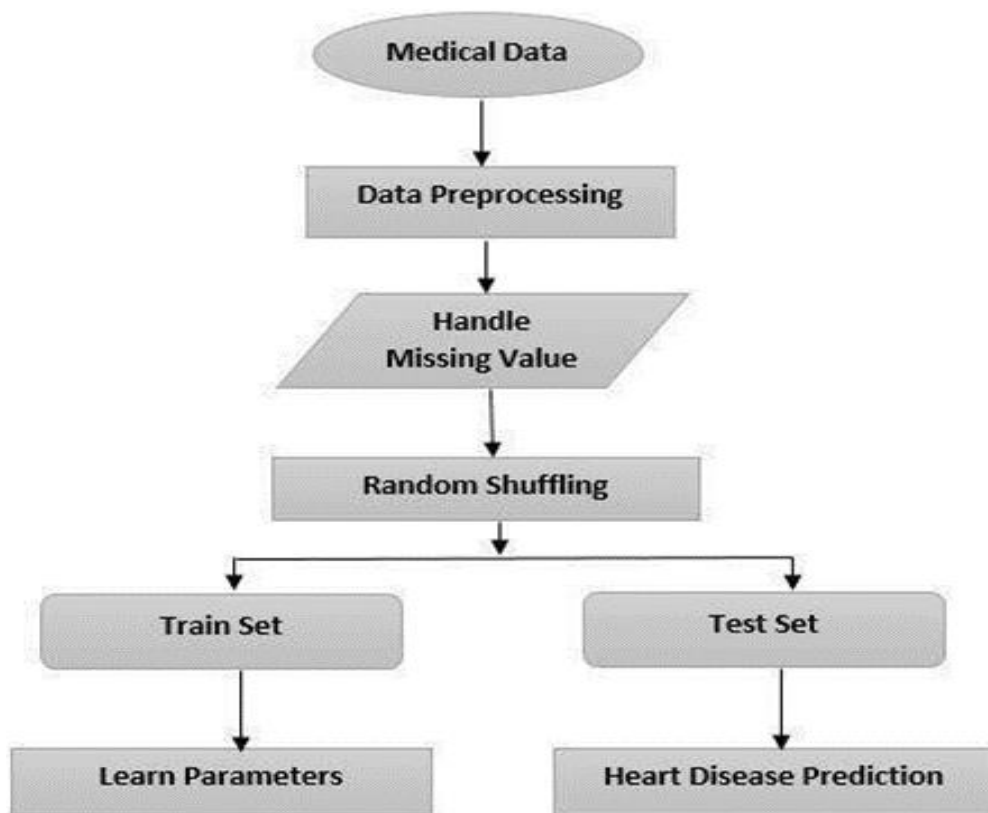 Medical Data
Data Preprocessing
Handle
Missing Value
Random Shuffling
Train Set
Test Set
Learn Parameters
Heart Disease Prediction